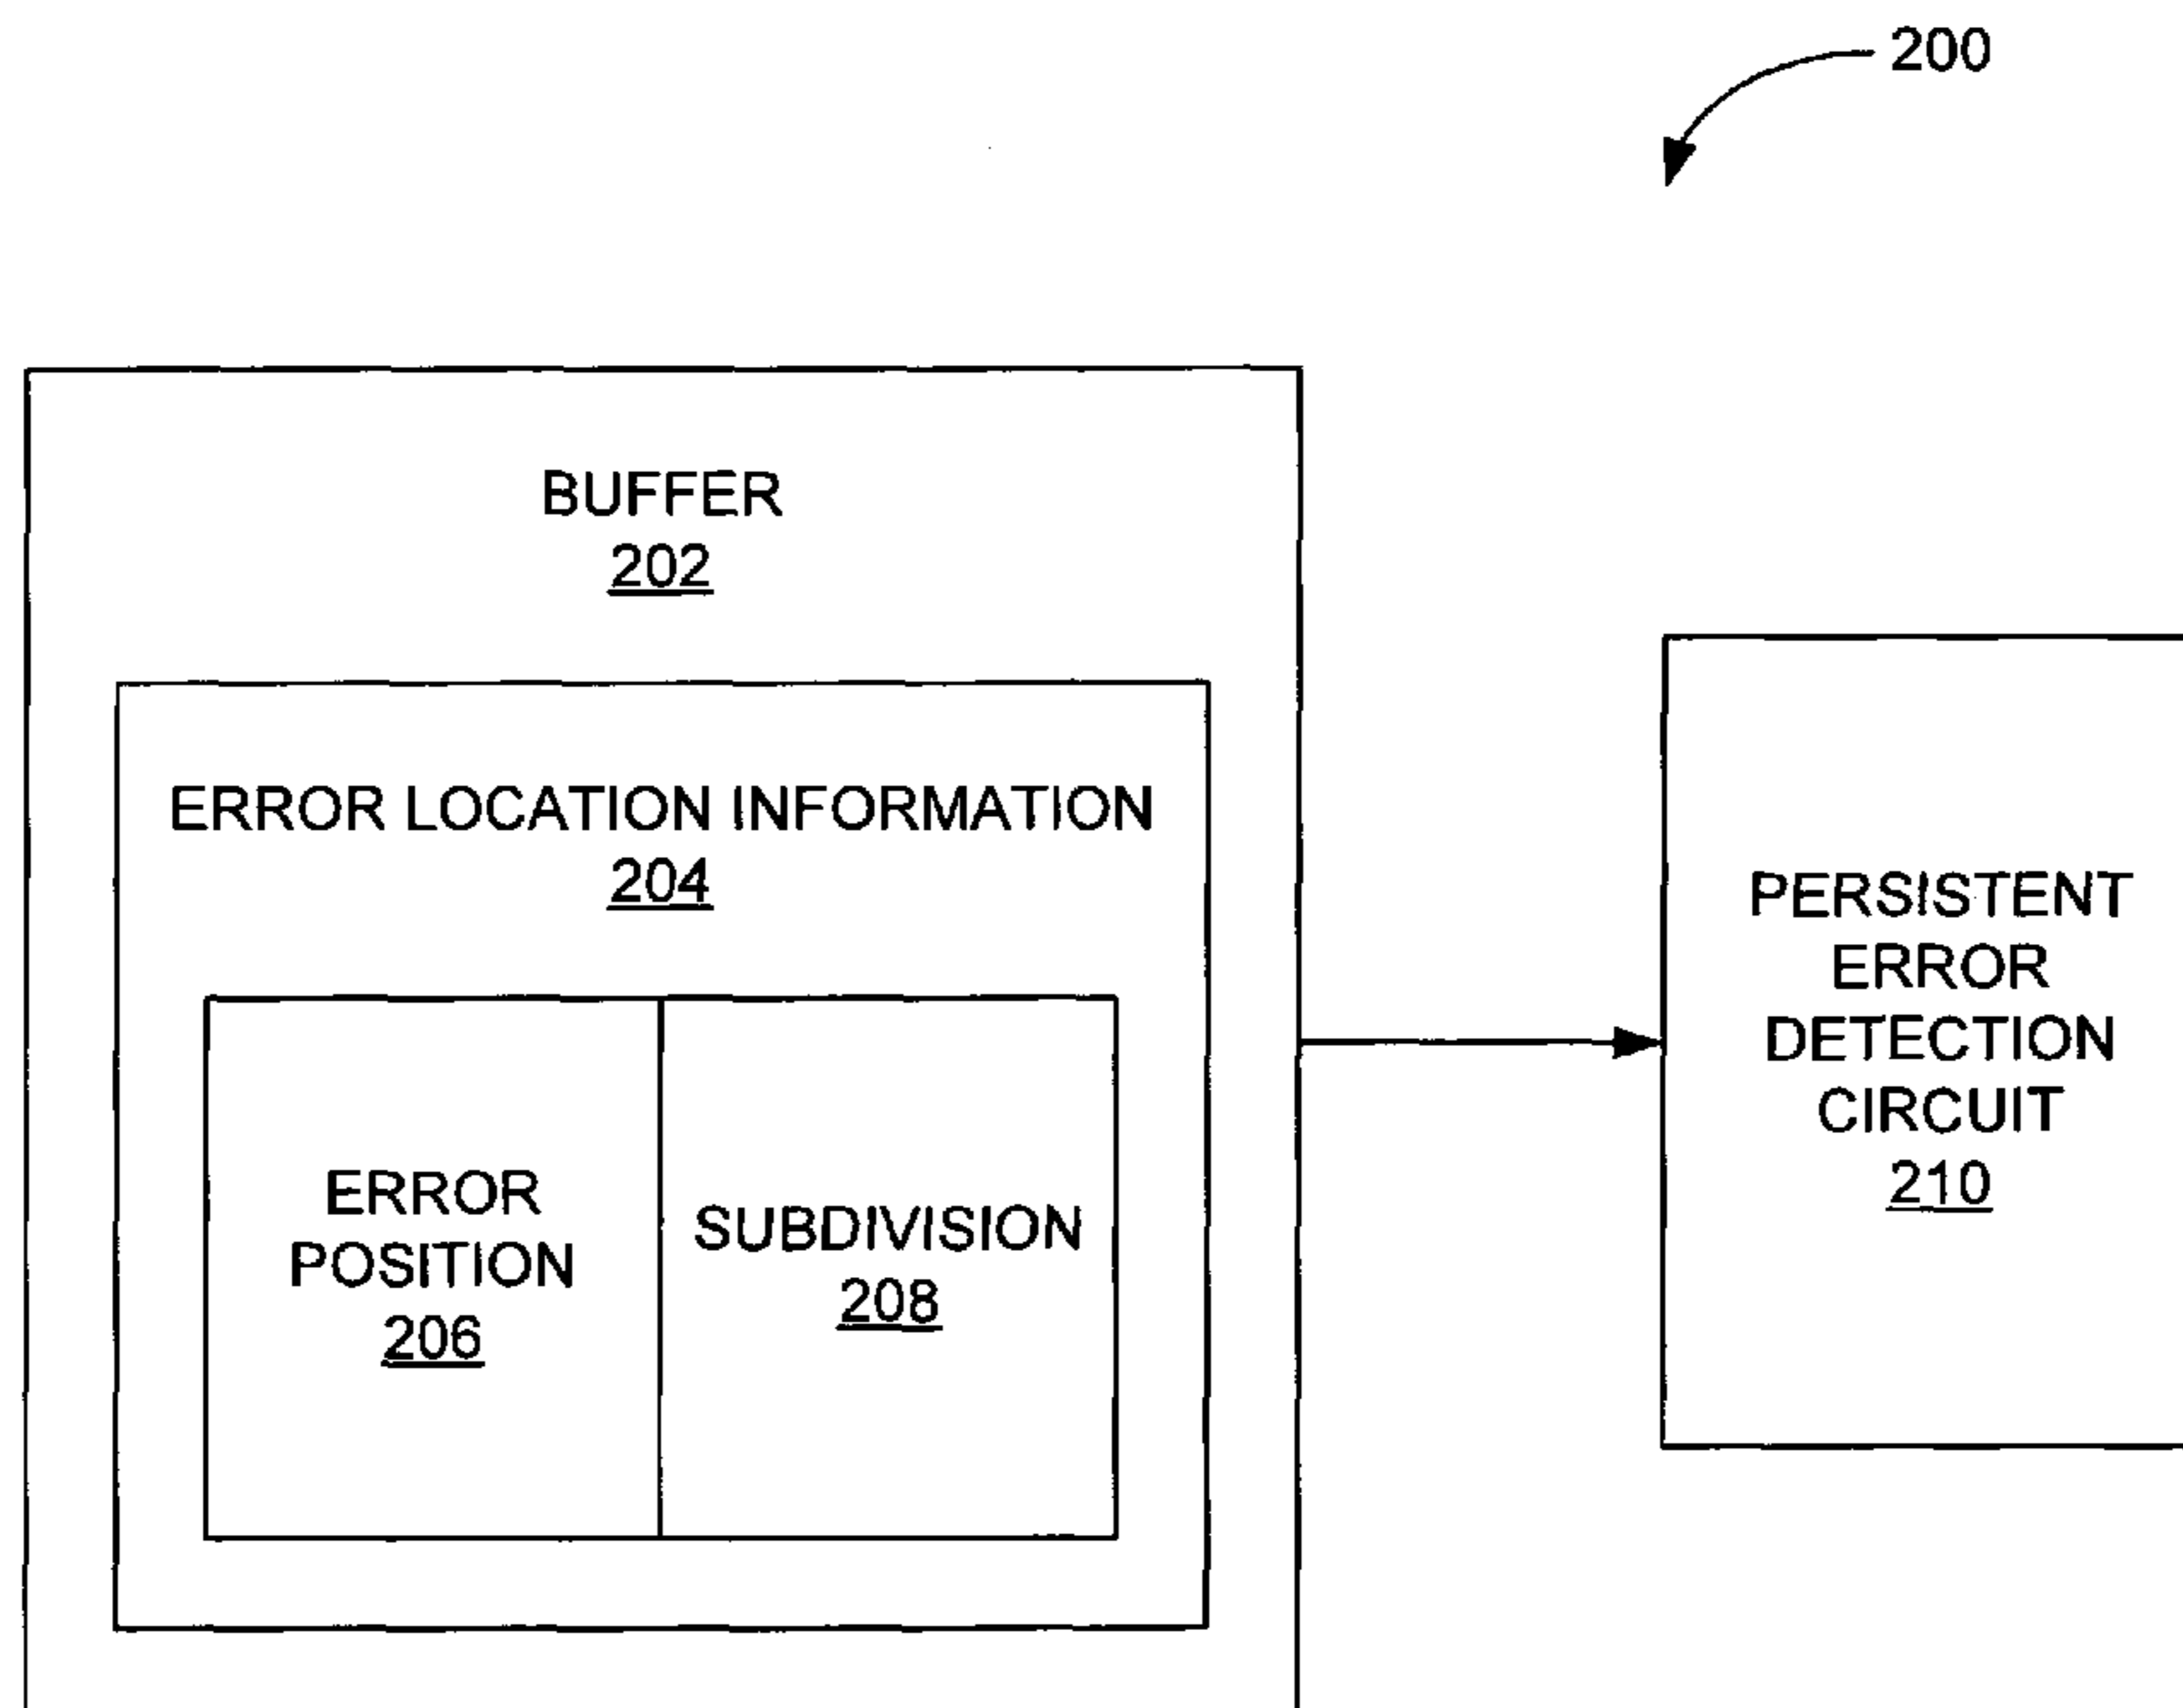 200
BUFFER
202
ERROR LOCATION INFORMATION
204
ERROR
POSITION
206
SUBDIVISION
208
PERSISTENT
ERROR
DETECTION
CIRCUIT
210